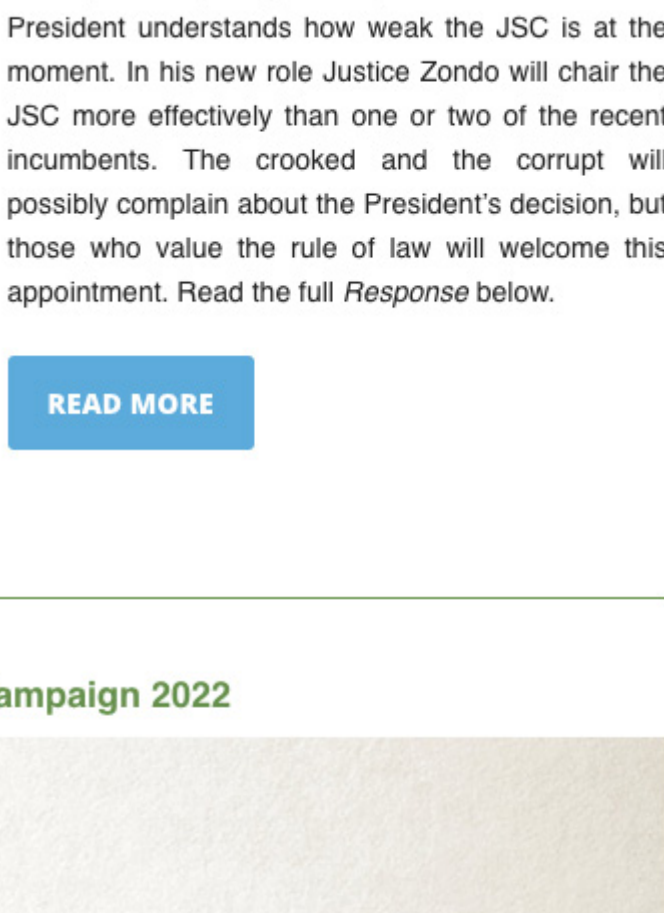 President understands how weak the JSC is at the
moment. In his new role Justice Zondo will chair the
JSC more effectively than one or two of the recent
incumbents. The crooked and the corrupt will
possibly complain about the President's decision, but
those who value the rule of law will welcome this
appointment. Read the full Response below.
READ MORE
ampaign 2022